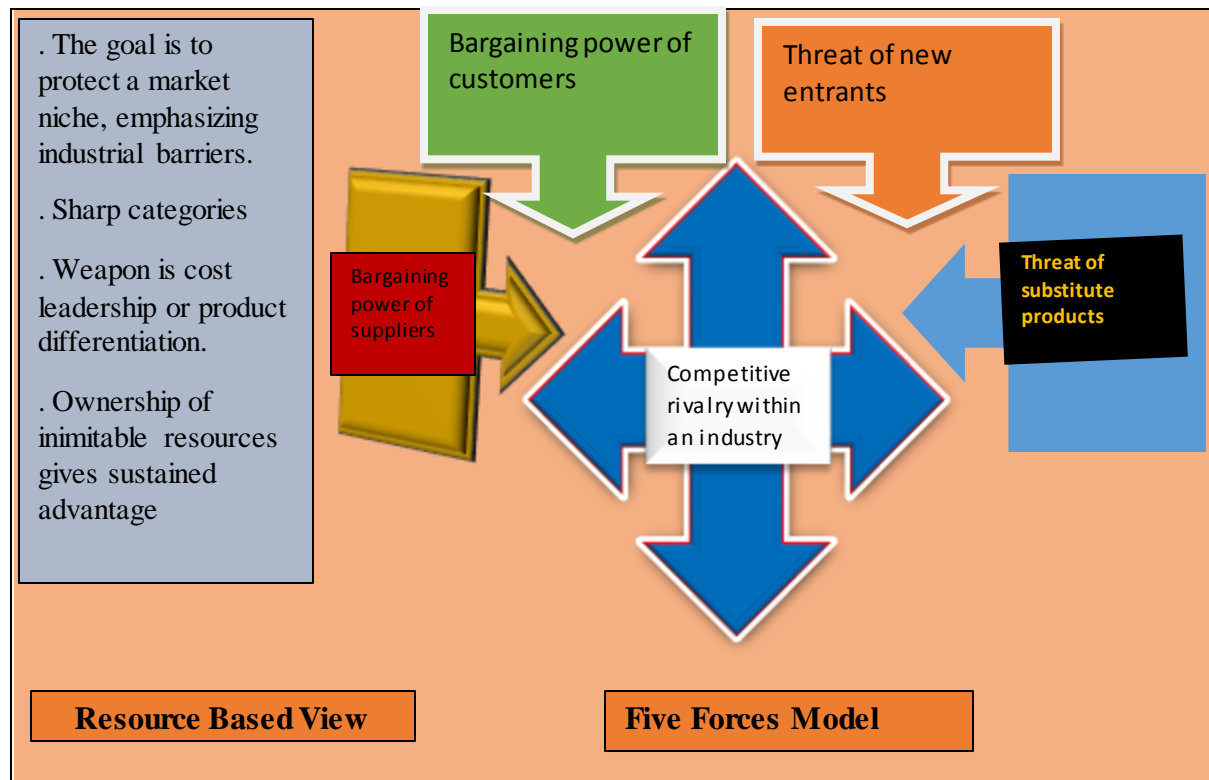 . The goal is to
protect a market
niche, emphasizing
industrial barriers.
. Sharp categories
. Weapon is cost
leadership or product
differentiation.
. Ownership of
inimitable resources
gives sustained
advantage
Bargaining power of
customers
Threat of new
entrants
Bargaining
power of
suppliers
Competitive
rivalry within
an industry
Threat of
substitute
products
Resource Based View
Five Forces Model